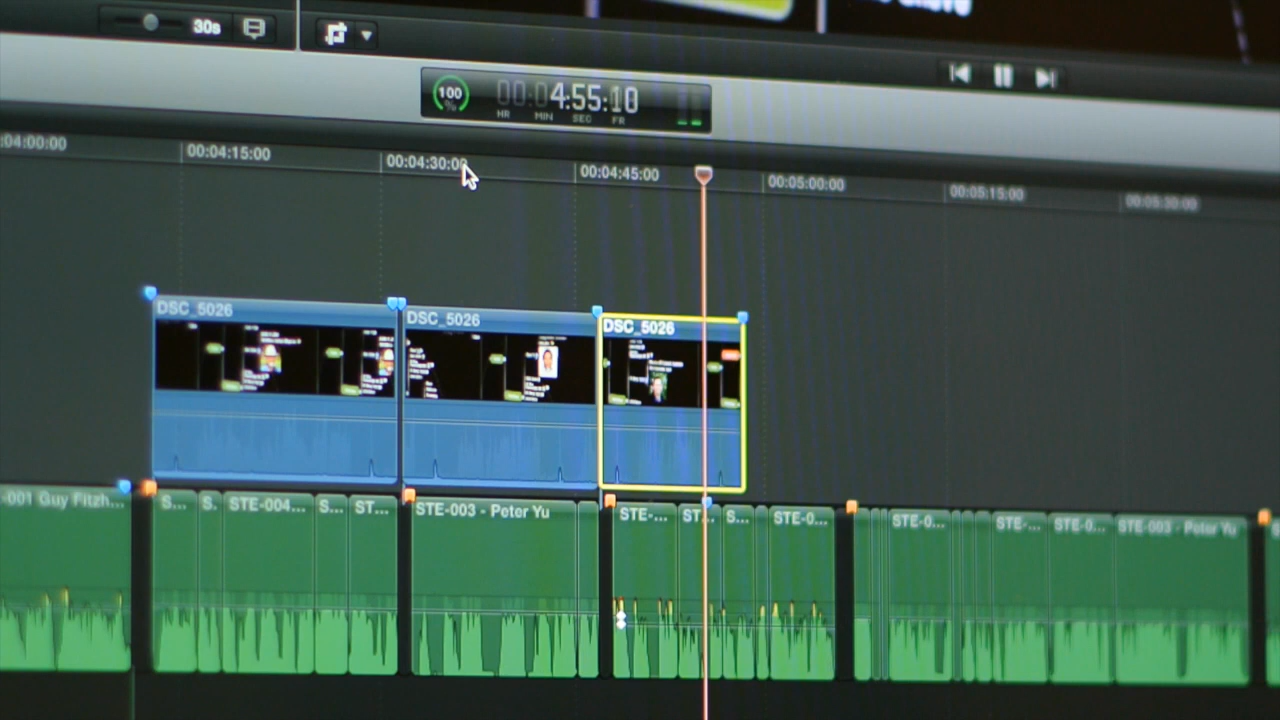 30s
100
%
00:04:55:10
HR MIN SEC FR
:04:00:00
00:04:15:00
00:04:30:00
00:04:45:00
00:05:00:00
00:05:15:00
00:05:30:00
DSC_5026
DSC_5026
DSC_5026
-001 Guy Fitzh...
S...
S.
STE-004...
S...
ST...
STE-003 - Peter Yu
STE-...
ST...
S...
STE-0...
STE-0...
STE-...
STE-0...
STE-003 - Peter Yu